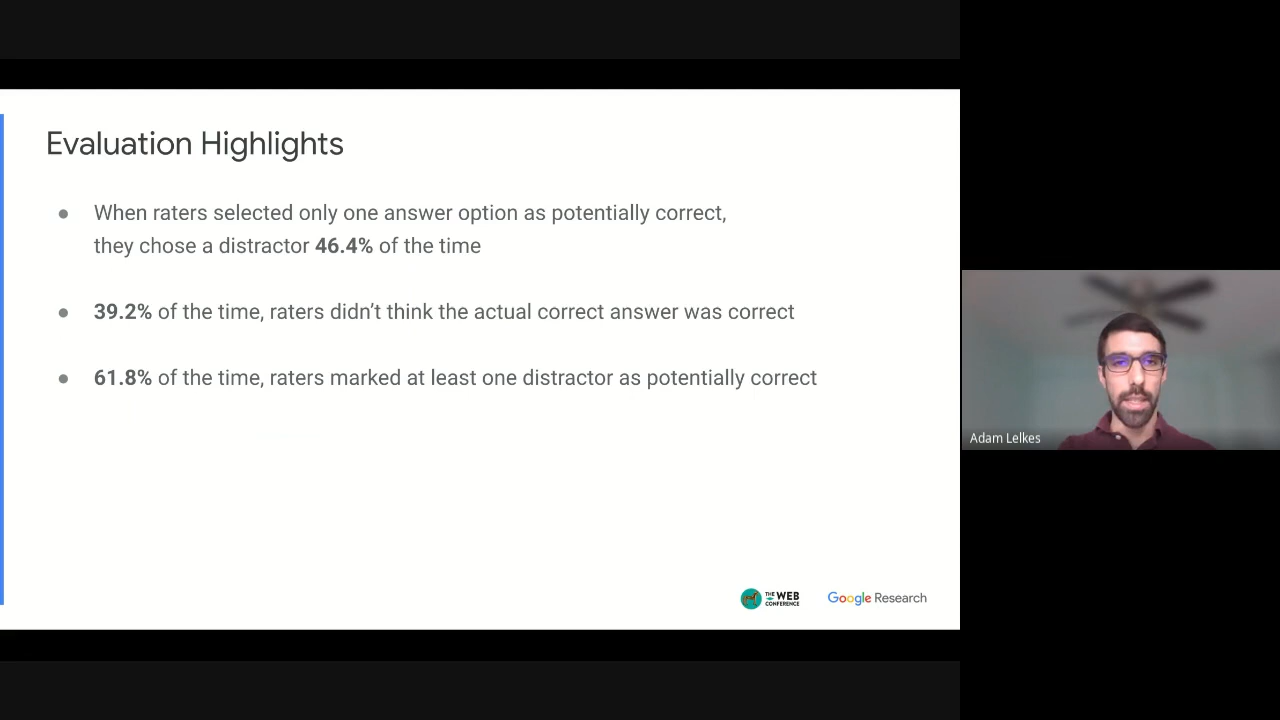 Evaluation Highlights
● When raters selected only one answer option as potentially correct,
they chose a distractor 46.4% of the time
● 39.2% of the time, raters didn’t think the actual correct answer was correct
● 61.8% of the time, raters marked at least one distractor as potentially correct
THE WEB
CONFERENCE
Google Research
Adam Lelkes